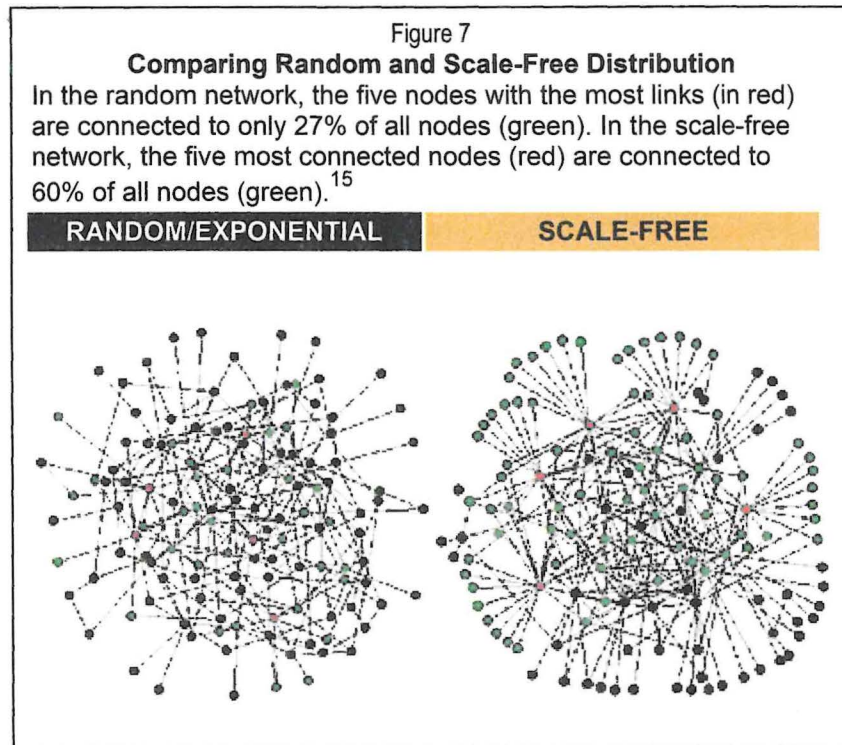 Figure 7
Comparing Random and Scale-Free Distribution
In the random network, the five nodes with the most links (in red)
are connected to only 27% of all nodes (green). In the scale-free
network, the five most connected nodes (red) are connected to
60% of all nodes (green).15
RANDOM/EXPONENTIAL
SCALE-FREE